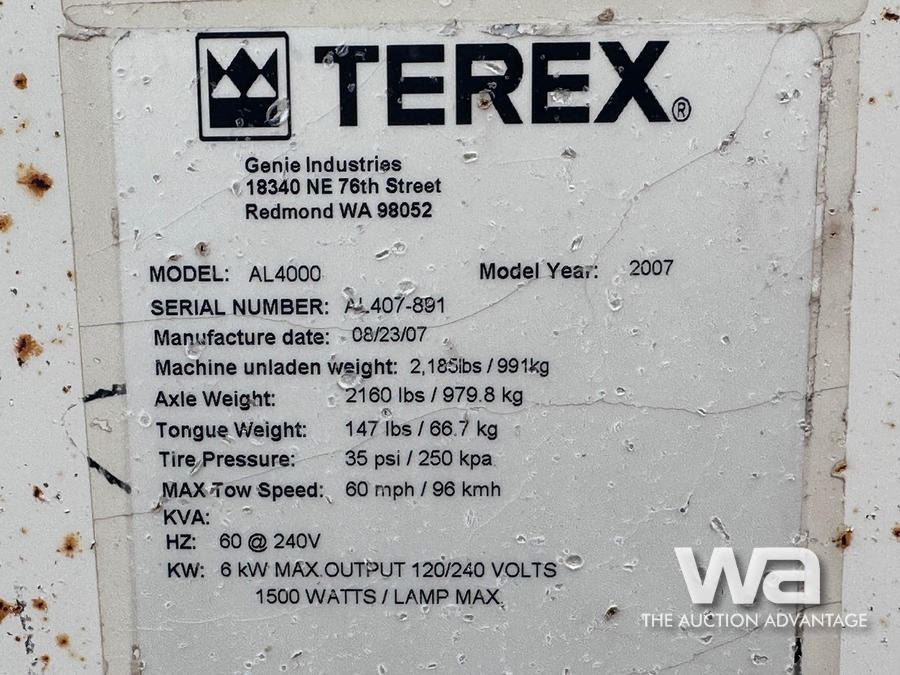 TEREX®
Genie Industries
18340 NE 76th Street
Redmond WA 98052
MODEL: AL4000 Model Year: 2007
SERIAL NUMBER: AL407-891
Manufacture date: 08/23/07
Machine unladen weight: 2,185lbs / 991kg
Axle Weight: 2160 lbs / 979.8 kg
Tongue Weight: 147 lbs / 66.7 kg
Tire Pressure: 35 psi / 250 kpa
MAX Tow Speed: 60 mph / 96 kmh
KVA:
HZ: 60 @ 240V
KW: 6 kW MAX.OUTPUT 120/240 VOLTS
1500 WATTS / LAMP MAX.
wa
THE AUCTION ADVANTAGE